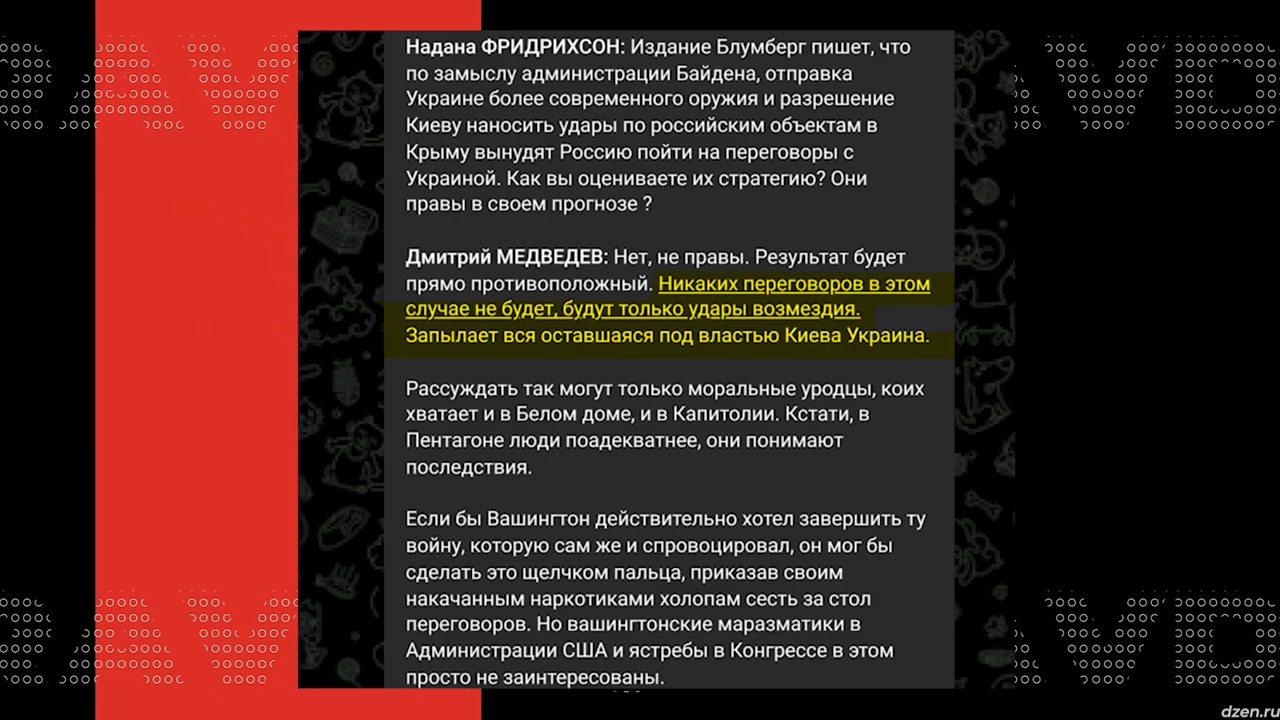 Надана ФРИДРИХСОН: Издание Блумберг пишет, что
по замыслу администрации Байдена, отправка
Украине более современного оружия и разрешение
Киеву наносить удары по российским объектам в
Крыму вынудят Россию пойти на переговоры с
Украиной. Как вы оцениваете их стратегию? Они
правы в своем прогнозе ?
Дмитрий МЕДВЕДЕВ: Нет, не правы. Результат будет
прямо противоположный. Никаких переговоров в этом
случае не будет, будут только удары возмездия.
Запылает вся оставшаяся под властью Киева Украина.
Рассуждать так могут только моральные уродцы, коих
хватает и в Белом доме, и в Капитолии. Кстати, в
Пентагоне люди поадекватнее, они понимают
последствия.
Если бы Вашингтон действительно хотел завершить ту
войну, которую сам же и спровоцировал, он мог бы
сделать это щелчком пальца, приказав своим
накачанным наркотиками холопам сесть за стол
переговоров. Но вашингтонские маразматики в
Администрации США и ястребы в Конгрессе в этом
просто не заинтересованы.
dzen.ru